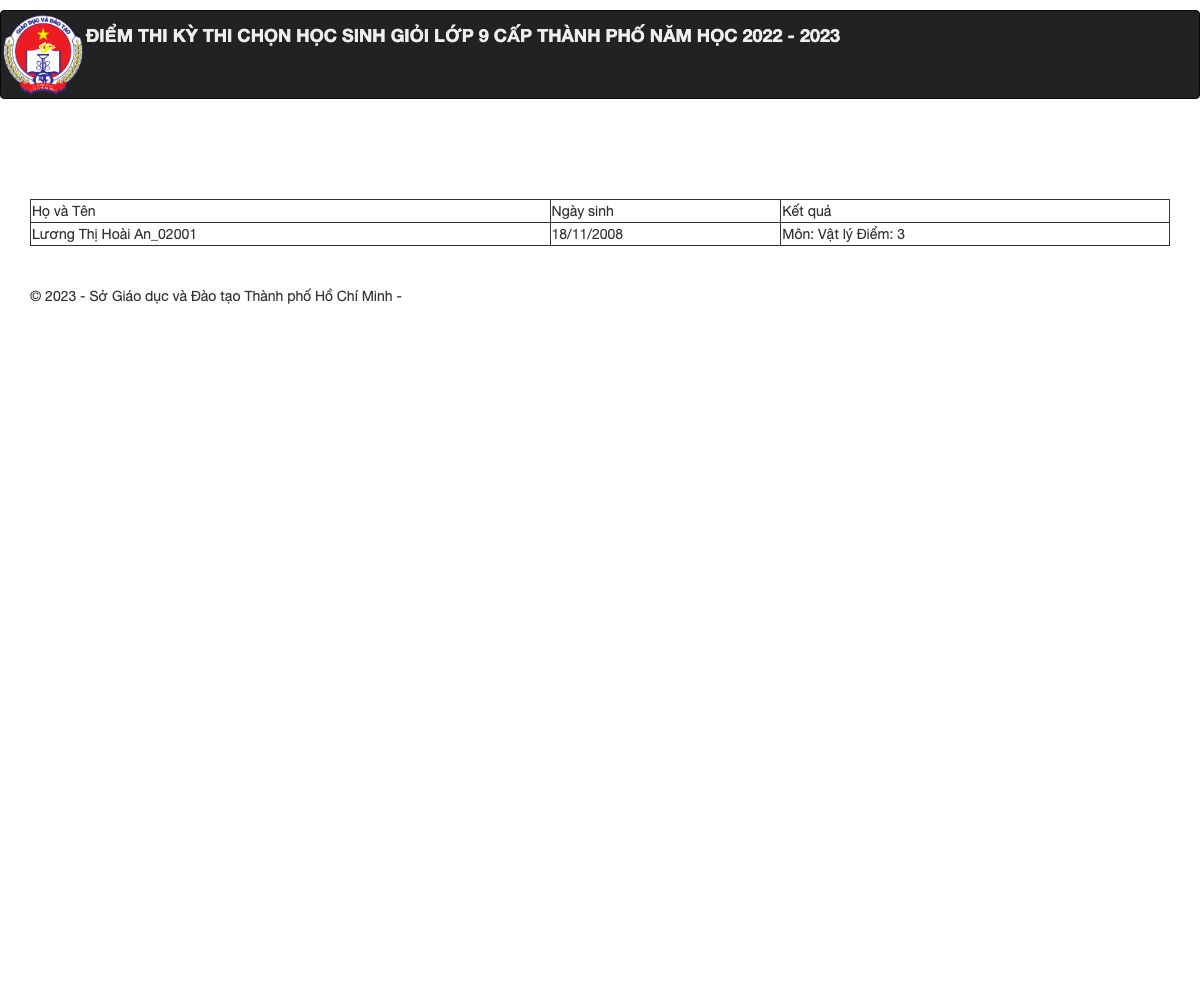 GIÁO DỤC VÀ ĐÀO TẠO
ĐIỂM THI KỲ THI CHỌN HỌC SINH GIỎI LỚP 9 CẤP THÀNH PHỐ NĂM HỌC 2022 - 2023
Họ và Tên Ngày sinh Kết quả
Lương Thị Hoài An_02001 18/11/2008 Môn: Vật lý Điểm: 3
© 2023 - Sở Giáo dục và Đào tạo Thành phố Hồ Chí Minh -